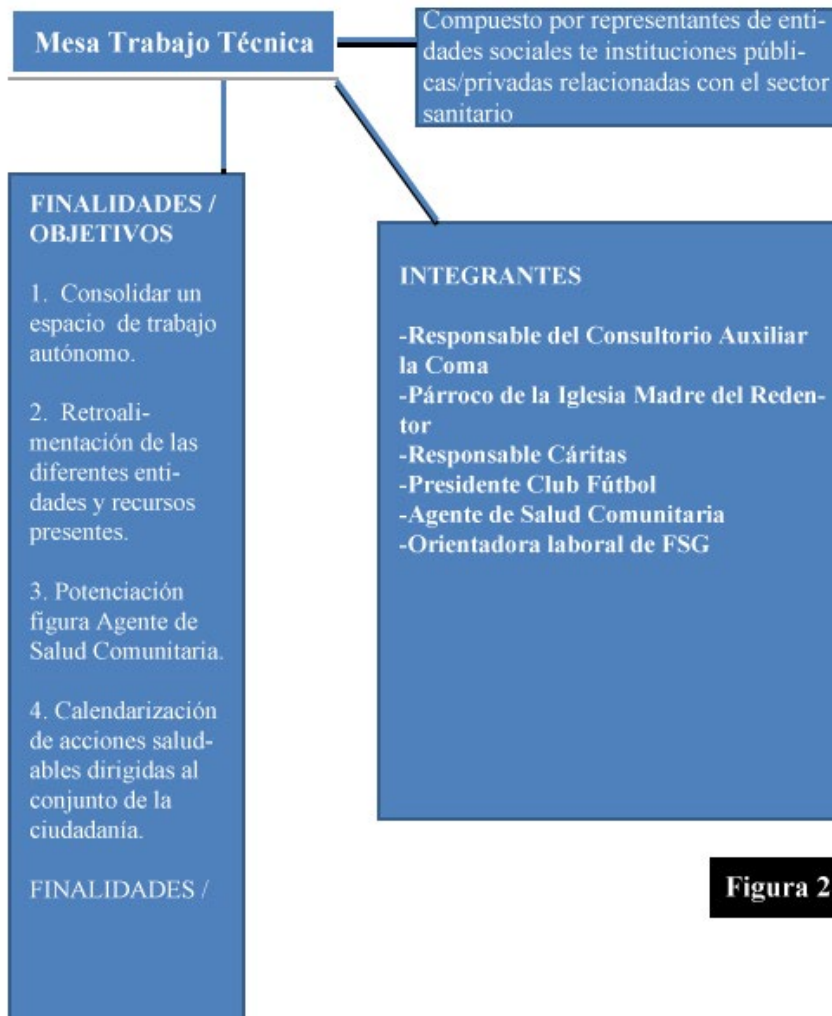 Mesa Trabajo Técnica
Compuesto por representantes de enti-
dades sociales te instituciones públi-
cas/privadas relacionadas con el sector
sanitario
FINALIDADES /
OBJETIVOS
1. Consolidar un
espacio de trabajo
autónomo.
2. Retroali-
mentación de las
diferentes enti-
dades y recursos
presentes.
3. Potenciación
figura Agente de
Salud Comunitaria.
4. Calendarización
de acciones salud-
ables dirigidas al
conjunto de la
ciudadanía.
FINALIDADES /
INTEGRANTES
-Responsable del Consultorio Auxiliar
la Coma
-Párroco de la Iglesia Madre del Reden-
tor
-Responsable Cáritas
-Presidente Club Fútbol
-Agente de Salud Comunitaria
-Orientadora laboral de FSG
Figura 2